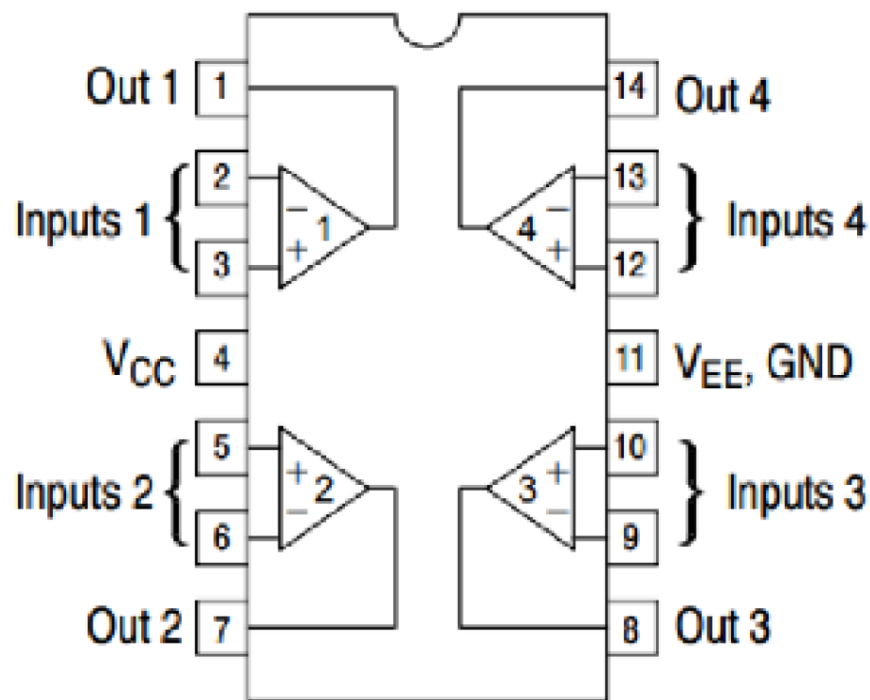 Out 1 1 14 Out 4
2 13
Inputs 1 { − 1 4 − } Inputs 4
+ +
3 12
VCC 4 11 VEE, GND
5 10
+ +
Inputs 2 { 2 3 } Inputs 3
− −
6 9
Out 2 7 8 Out 3